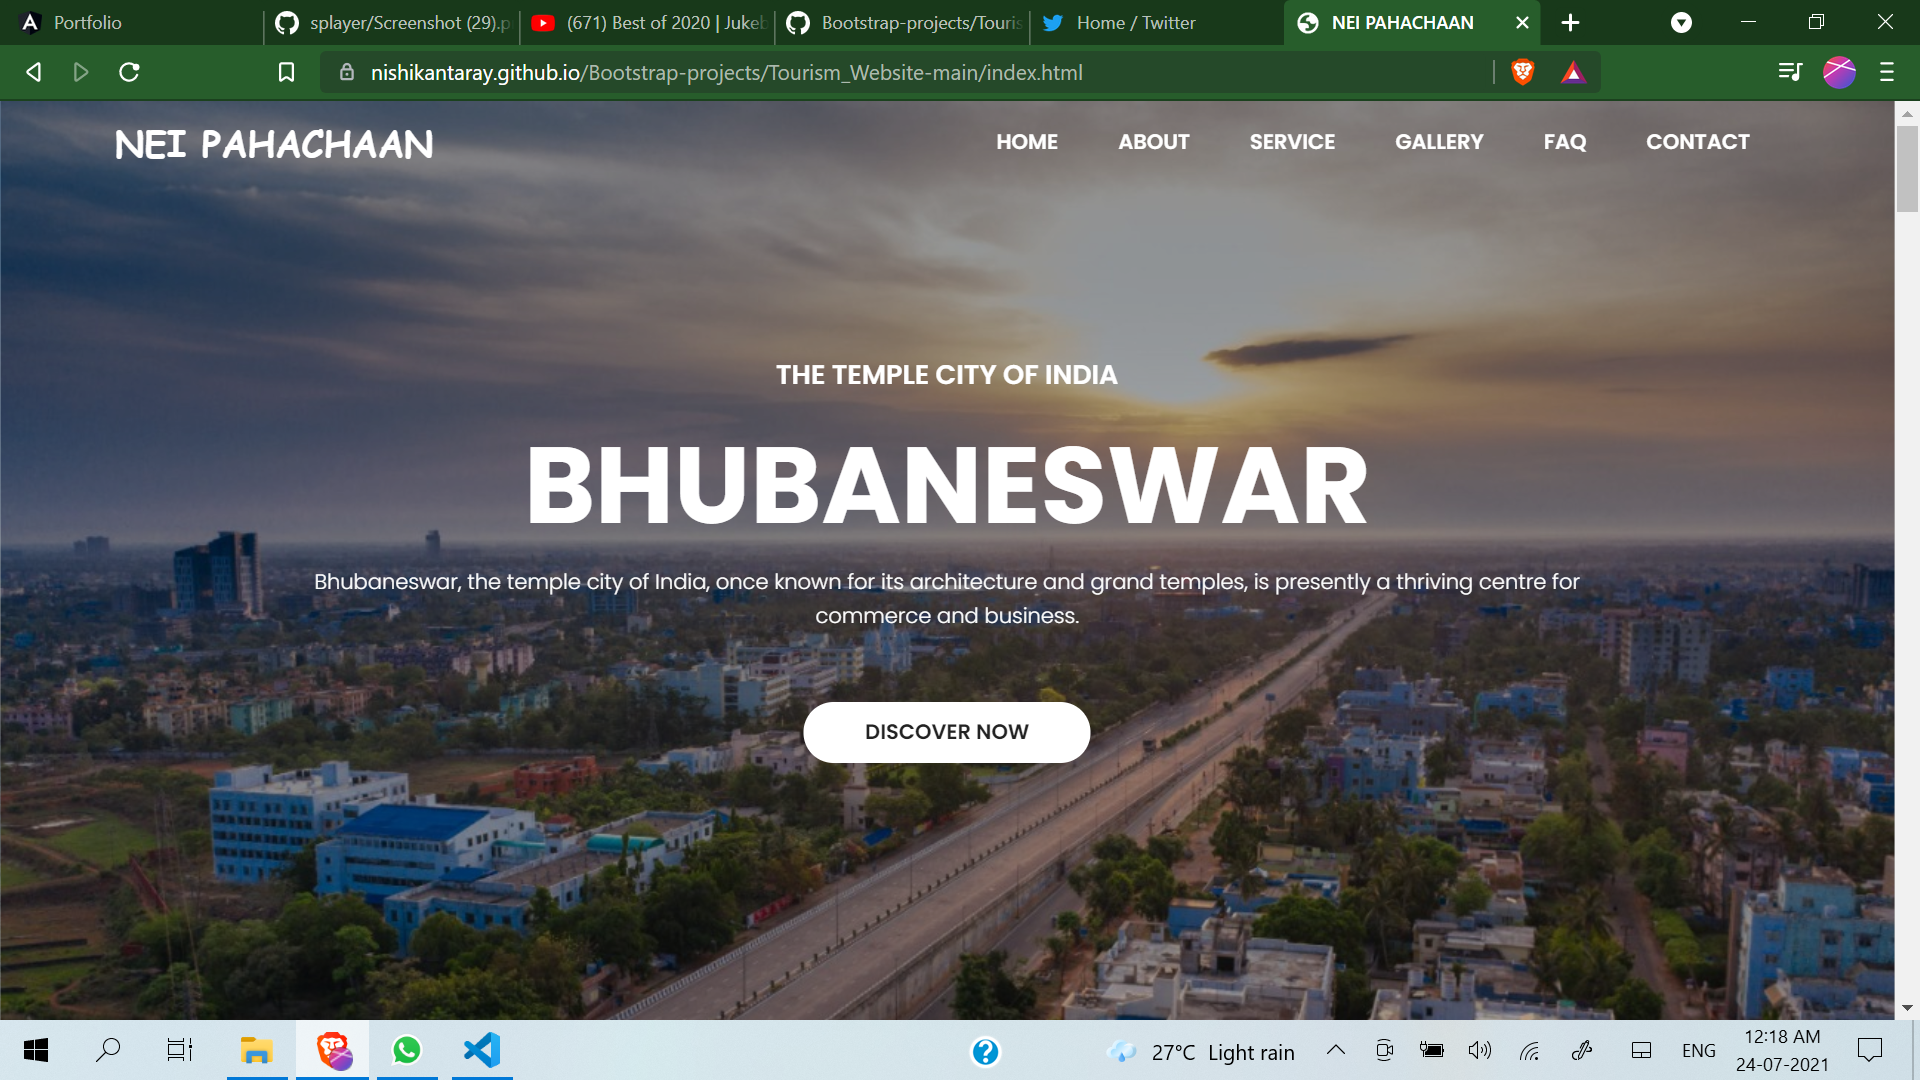 Portfolio
splayer/Screenshot (29).p
(671) Best of 2020 | Jukeb
Bootstrap-projects/Touris
Home / Twitter
NEI PAHACHAAN
nishikantaray.github.io/Bootstrap-projects/Tourism_Website-main/index.html
NEI PAHACHAAN
HOME
ABOUT
SERVICE
GALLERY
FAQ
CONTACT
THE TEMPLE CITY OF INDIA
BHUBANESWAR
Bhubaneswar, the temple city of India, once known for its architecture and grand temples, is presently a thriving centre for
commerce and business.
DISCOVER NOW
27°C Light rain
ENG
12:18 AM
24-07-2021